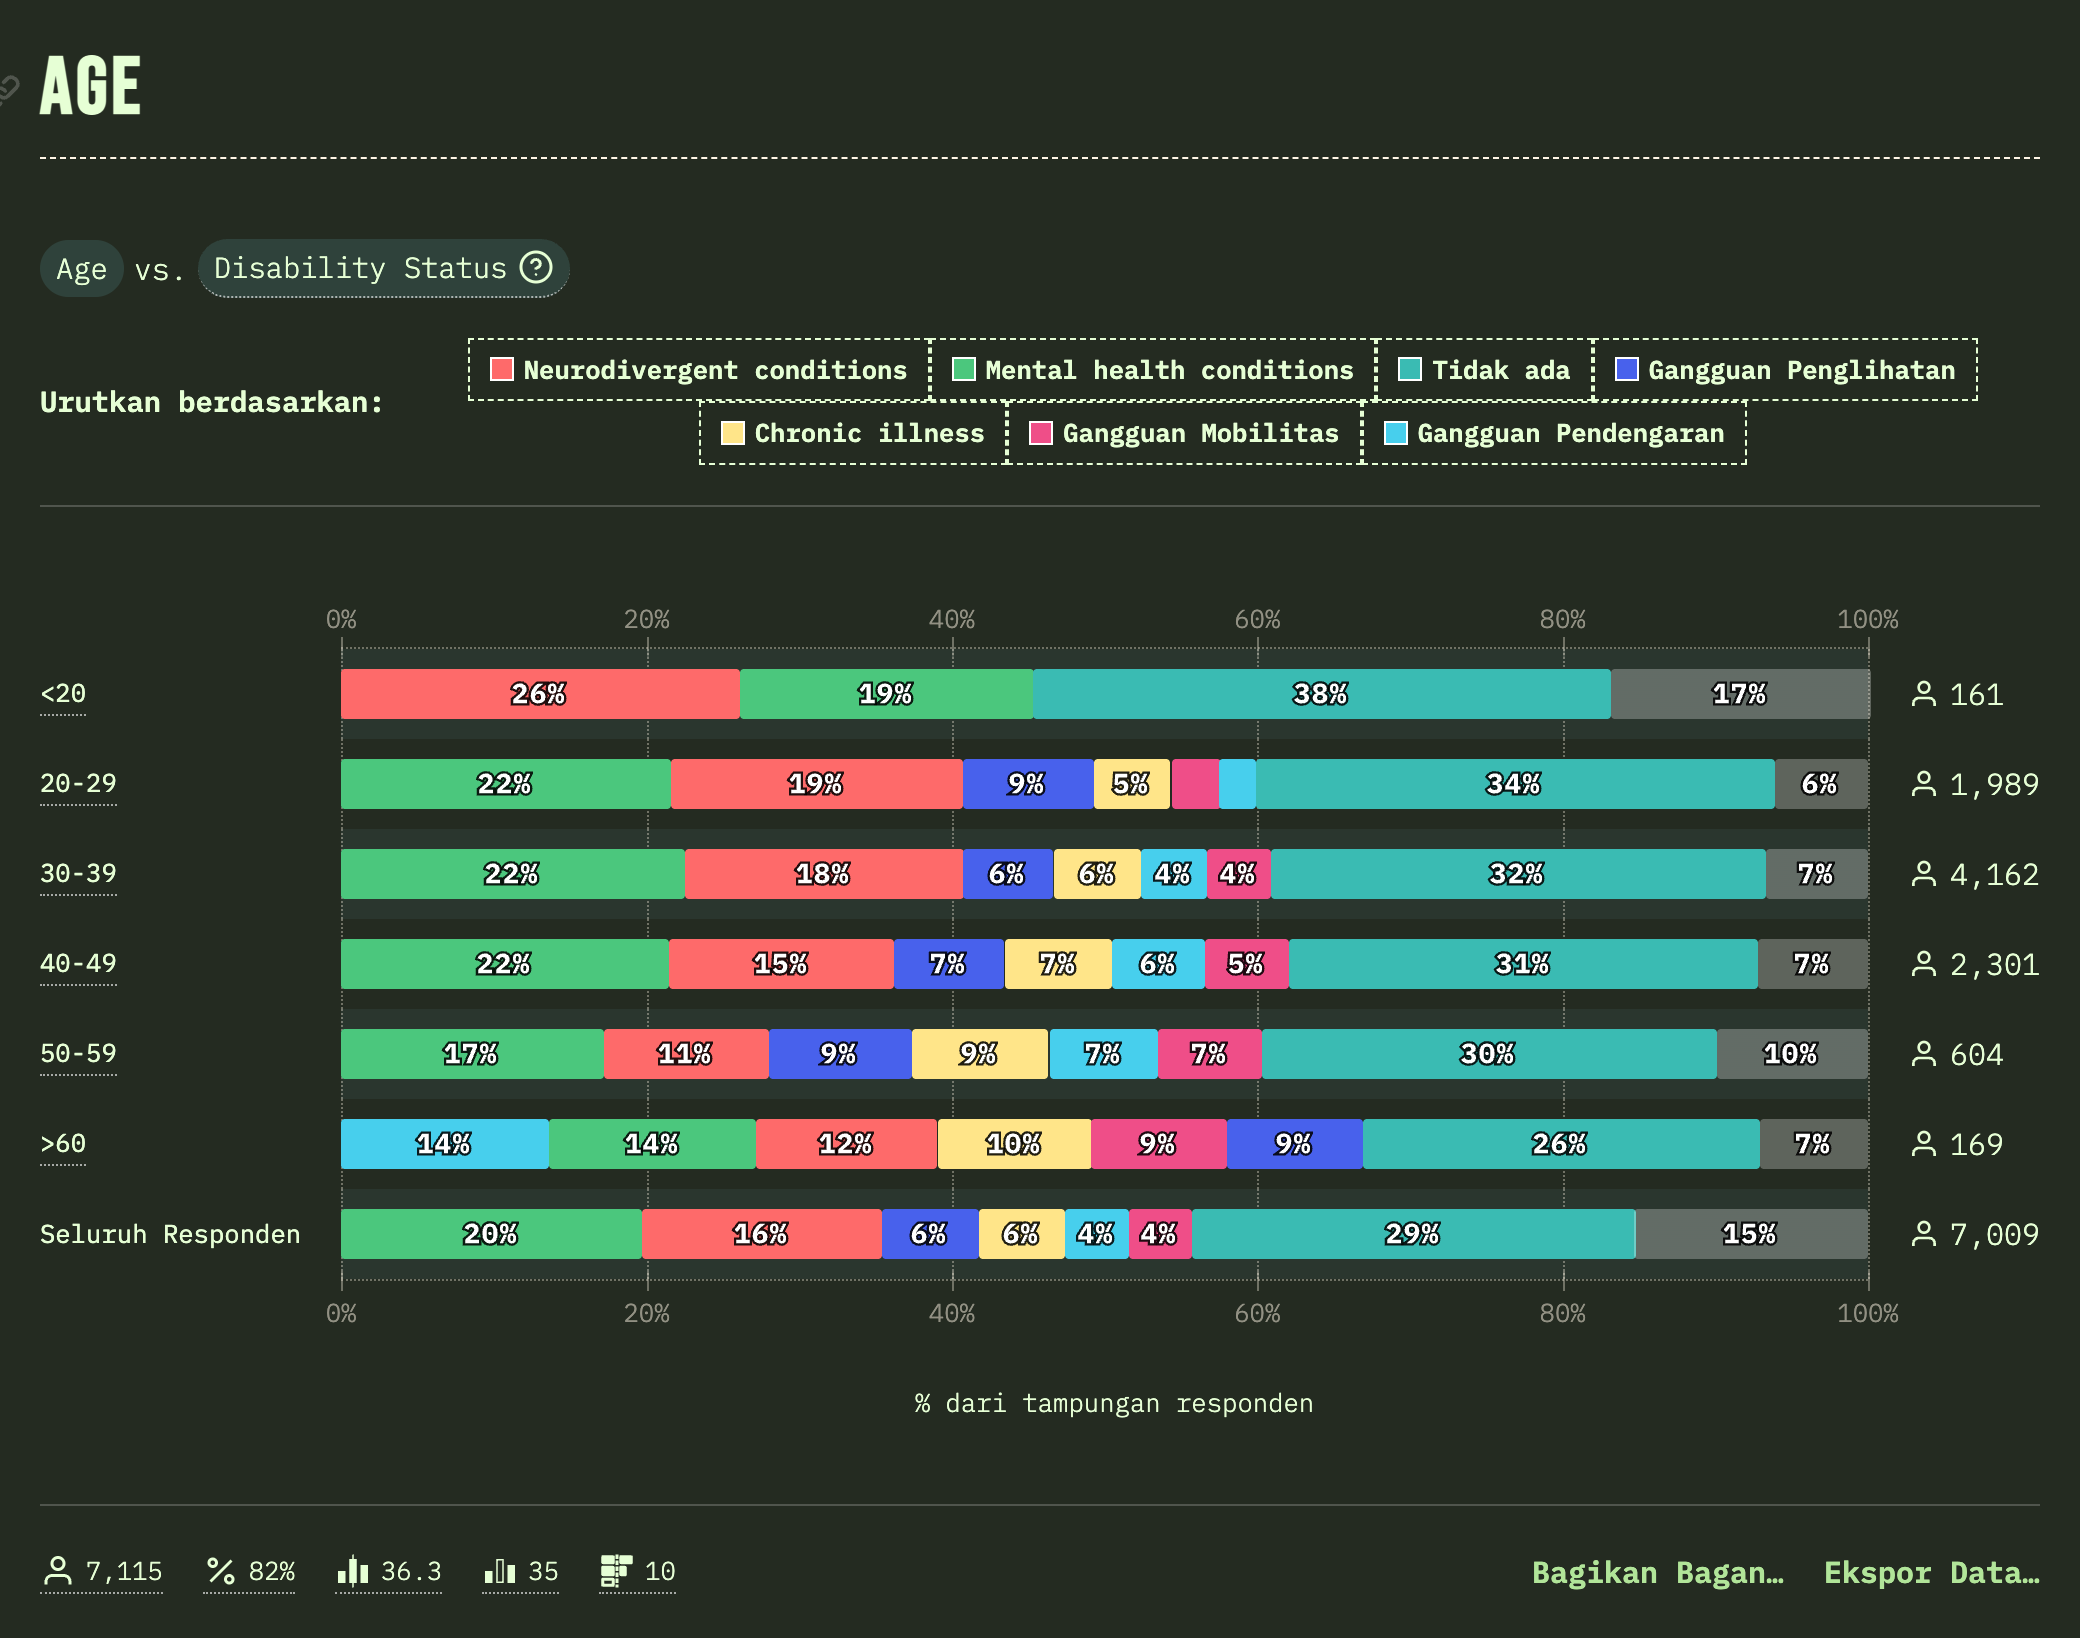 AGE
Age vs. Disability Status
Neurodivergent conditions Mental health conditions Tidak ada Gangguan Penglihatan
Urutkan berdasarkan:
Chronic illness Gangguan Mobilitas Gangguan Pendengaran
0% 20% 40% 60% 80% 100%
<20 26% 19% 38% 17% 161
20-29 22% 19% 9% 5% 34% 6% 1,989
30-39 22% 18% 6% 6% 4% 4% 32% 7% 4,162
40-49 22% 15% 7% 7% 6% 5% 31% 7% 2,301
50-59 17% 11% 9% 9% 7% 7% 30% 10% 604
>60 14% 14% 12% 10% 9% 9% 26% 7% 169
Seluruh Responden 20% 16% 6% 6% 4% 4% 29% 15% 7,009
0% 20% 40% 60% 80% 100%
% dari tampungan responden
7,115 82% 36.3 35 10 Bagikan Bagan… Ekspor Data…